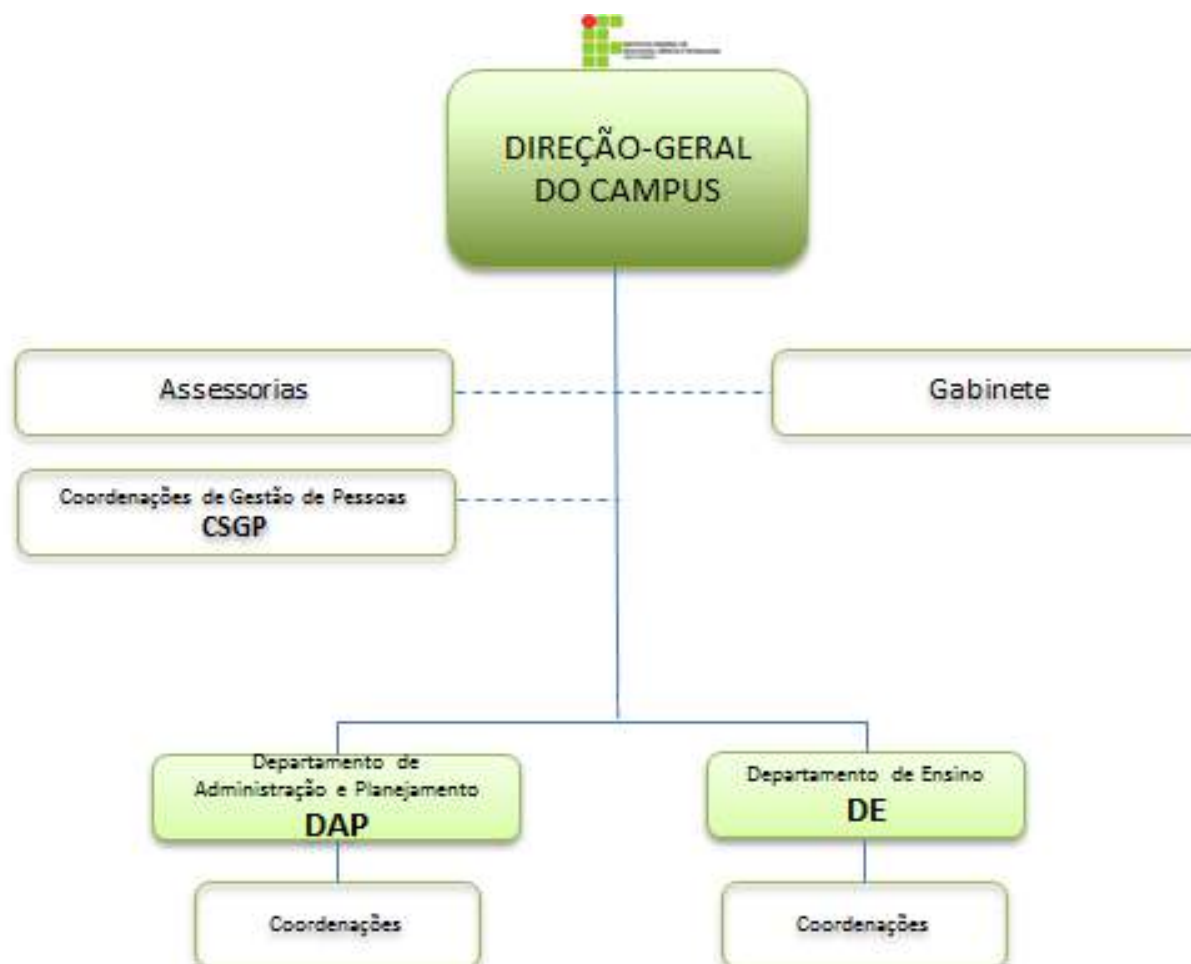 DIREÇÃO-GERAL
DO CAMPUS
Assessorias
Gabinete
Coordenações de Gestão de Pessoas
CSGP
Departamento de
Administração e Planejamento
DAP
Departamento de Ensino
DE
Coordenações
Coordenações